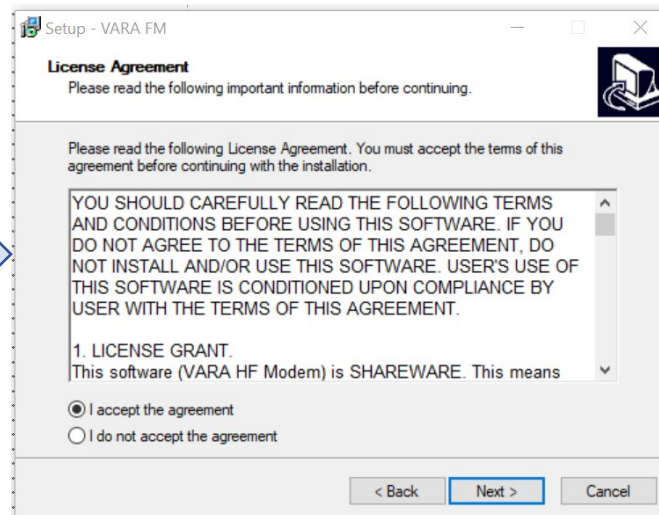 Setup - VARA FM
License Agreement
Please read the following important information before continuing.
Please read the following License Agreement. You must accept the terms of this
agreement before continuing with the installation.
YOU SHOULD CAREFULLY READ THE FOLLOWING TERMS
AND CONDITIONS BEFORE USING THIS SOFTWARE. IF YOU
DO NOT AGREE TO THE TERMS OF THIS AGREEMENT, DO
NOT INSTALL AND/OR USE THIS SOFTWARE. USER'S USE OF
THIS SOFTWARE IS CONDITIONED UPON COMPLIANCE BY
USER WITH THE TERMS OF THIS AGREEMENT.
1. LICENSE GRANT.
This software (VARA HF Modem) is SHAREWARE. This means
I accept the agreement
I do not accept the agreement
< Back Next > Cancel